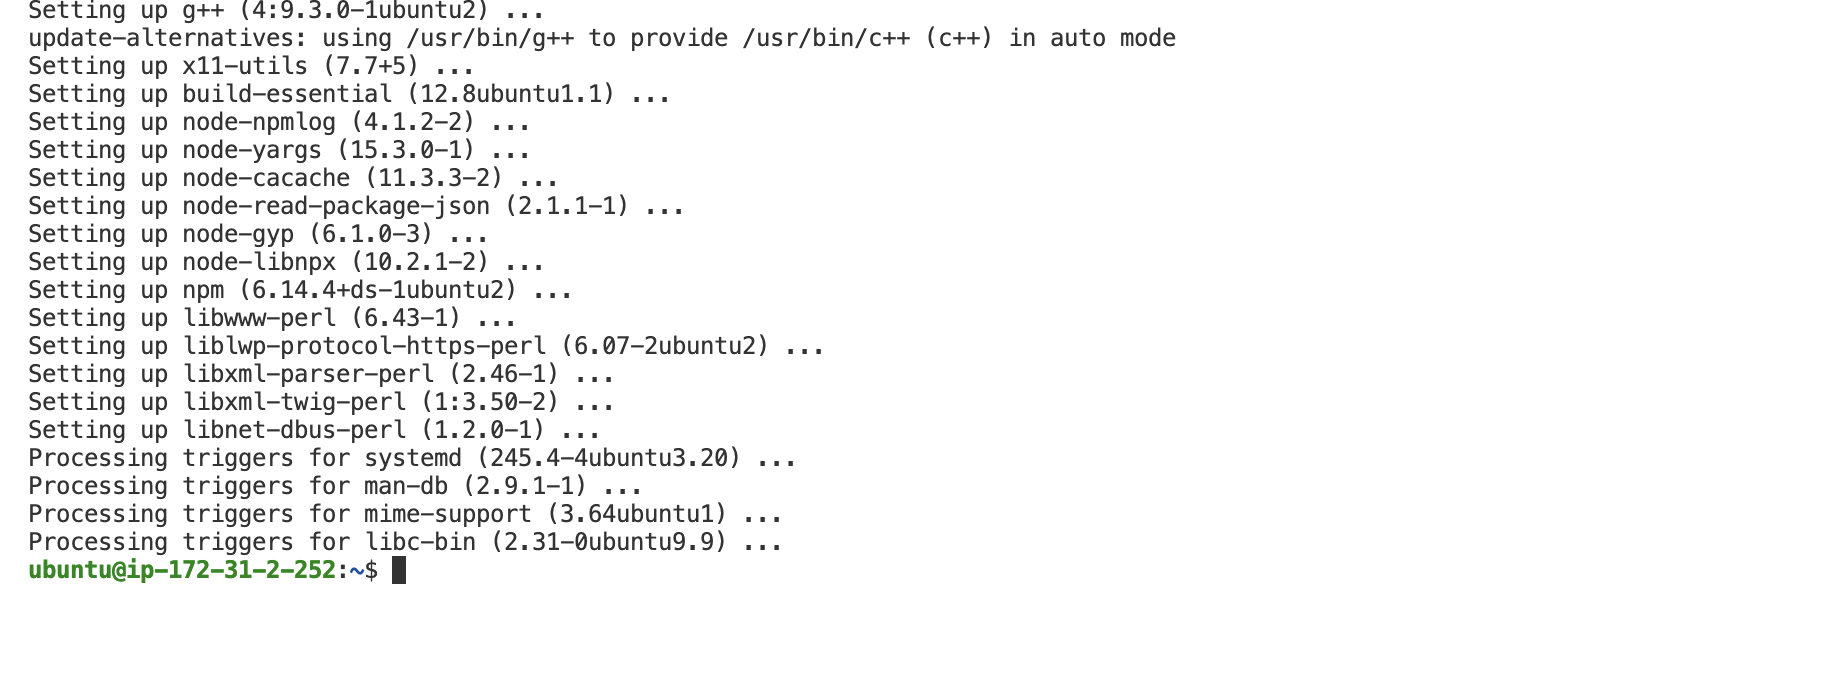 Setting up g++ (4:9.3.0-1ubuntu2) ...
update-alternatives: using /usr/bin/g++ to provide /usr/bin/c++ (c++) in auto mode
Setting up x11-utils (7.7+5) ...
Setting up build-essential (12.8ubuntu1.1) ...
Setting up node-npmlog (4.1.2-2) ...
Setting up node-yargs (15.3.0-1) ...
Setting up node-cacache (11.3.3-2) ...
Setting up node-read-package-json (2.1.1-1) ...
Setting up node-gyp (6.1.0-3) ...
Setting up node-libnpx (10.2.1-2) ...
Setting up npm (6.14.4+ds-1ubuntu2) ...
Setting up libwww-perl (6.43-1) ...
Setting up liblwp-protocol-https-perl (6.07-2ubuntu2) ...
Setting up libxml-parser-perl (2.46-1) ...
Setting up libxml-twig-perl (1:3.50-2) ...
Setting up libnet-dbus-perl (1.2.0-1) ...
Processing triggers for systemd (245.4-4ubuntu3.20) ...
Processing triggers for man-db (2.9.1-1) ...
Processing triggers for mime-support (3.64ubuntu1) ...
Processing triggers for libc-bin (2.31-0ubuntu9.9) ...
ubuntu@ip-172-31-2-252:~$